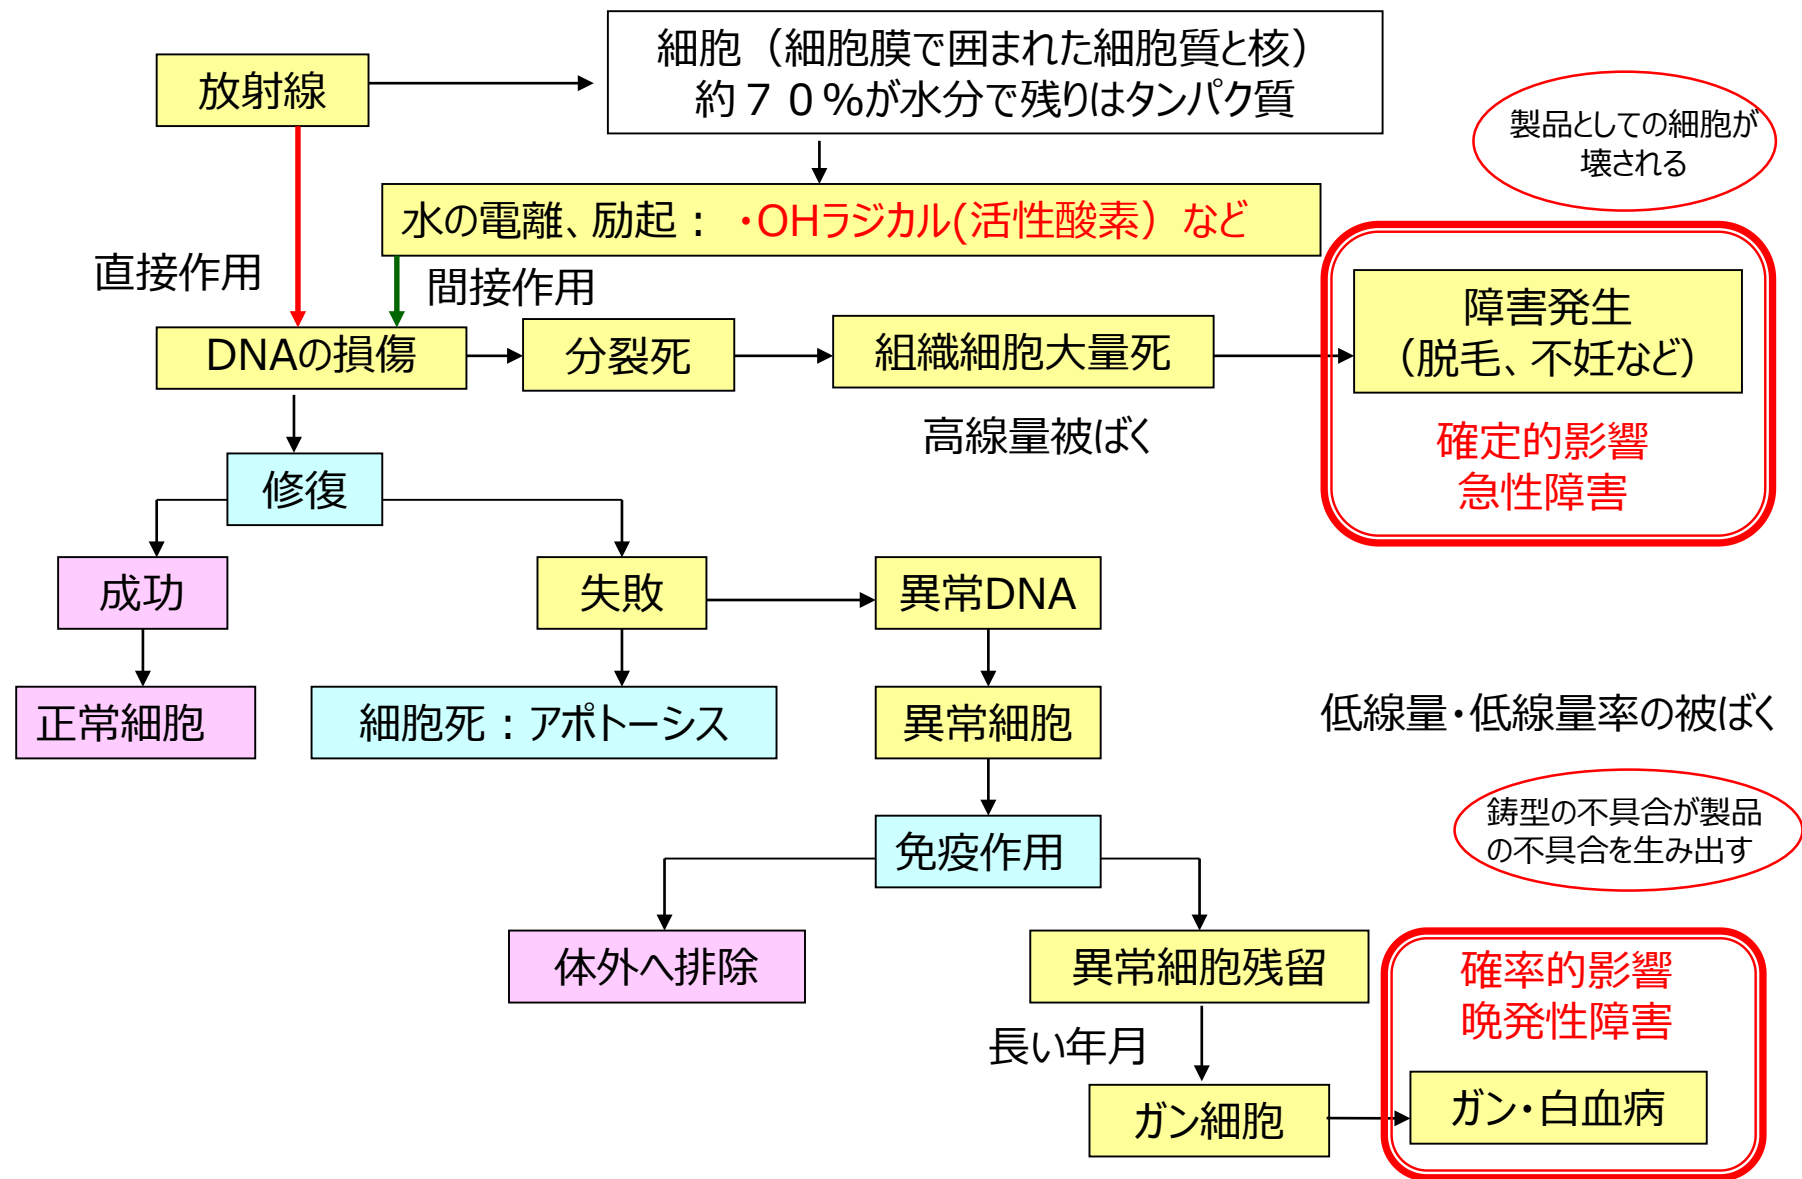 細胞（細胞膜で囲まれた細胞質と核）
約７０％が水分で残りはタンパク質
放射線
製品としての細胞が
壊される
水の電離、励起： ・OHラジカル(活性酸素）など
直接作用
間接作用
DNAの損傷
分裂死
組織細胞大量死
障害発生
（脱毛、不妊など）
高線量被ばく
確定的影響
急性障害
修復
成功
失敗
異常DNA
正常細胞
細胞死：アポトーシス
異常細胞
低線量・低線量率の被ばく
鋳型の不具合が製品
の不具合を生み出す
免疫作用
体外へ排除
異常細胞残留
確率的影響
晩発性障害
長い年月
ガン細胞
ガン・白血病